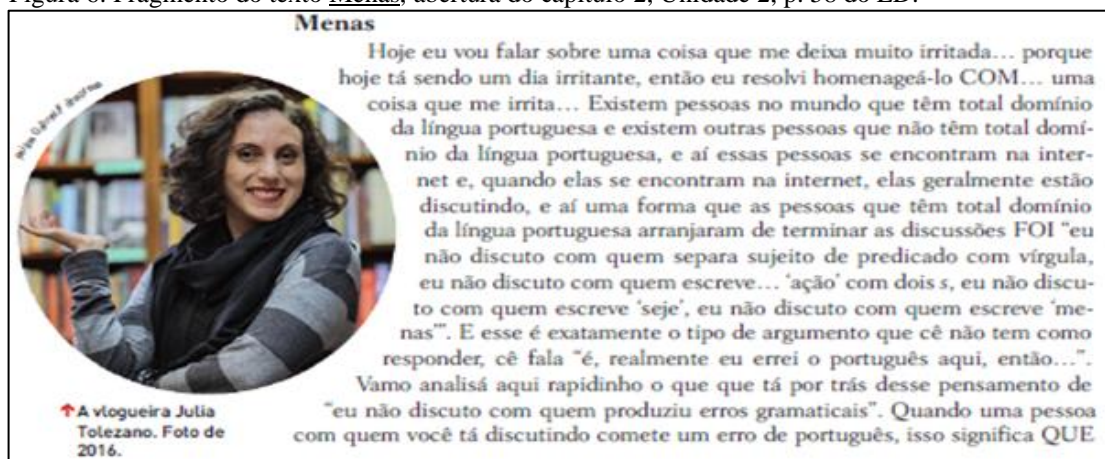 Figura 6: Fragmento do texto Menas, abertura do capítulo 2, Unidade 2, p. 38 do LD.
Menas
Hoje eu vou falar sobre uma coisa que me deixa muito irritada... porque
hoje tá sendo um dia irritante, então eu resolvi homenageá-lo COM... uma
coisa que me irrita... Existem pessoas no mundo que têm total domínio
da língua portuguesa e existem outras pessoas que não têm total domí-
nio da língua portuguesa, e aí essas pessoas se encontram na inter-
net e, quando elas se encontram na internet, elas geralmente estão
discutindo, e aí uma forma que as pessoas que têm total domínio
da língua portuguesa arranjaram de terminar as discussões FOI “eu
não discuto com quem separa sujeito de predicado com vírgula,
eu não discuto com quem escreve... ‘ação’ com dois s, eu não discu-
to com quem escreve ‘seje’, eu não discuto com quem escreve ‘me-
nas’”. E esse é exatamente o tipo de argumento que cê não tem como
responder, cê fala “é, realmente eu errei o português aqui, então...”.
Vamo analisá aqui rapidinho o que que tá por trás desse pensamento de
“eu não discuto com quem produziu erros gramaticais”. Quando uma pessoa
com quem você tá discutindo comete um erro de português, isso significa QUE
↑A vlogueira Julia
Tolezano. Foto de
2016.